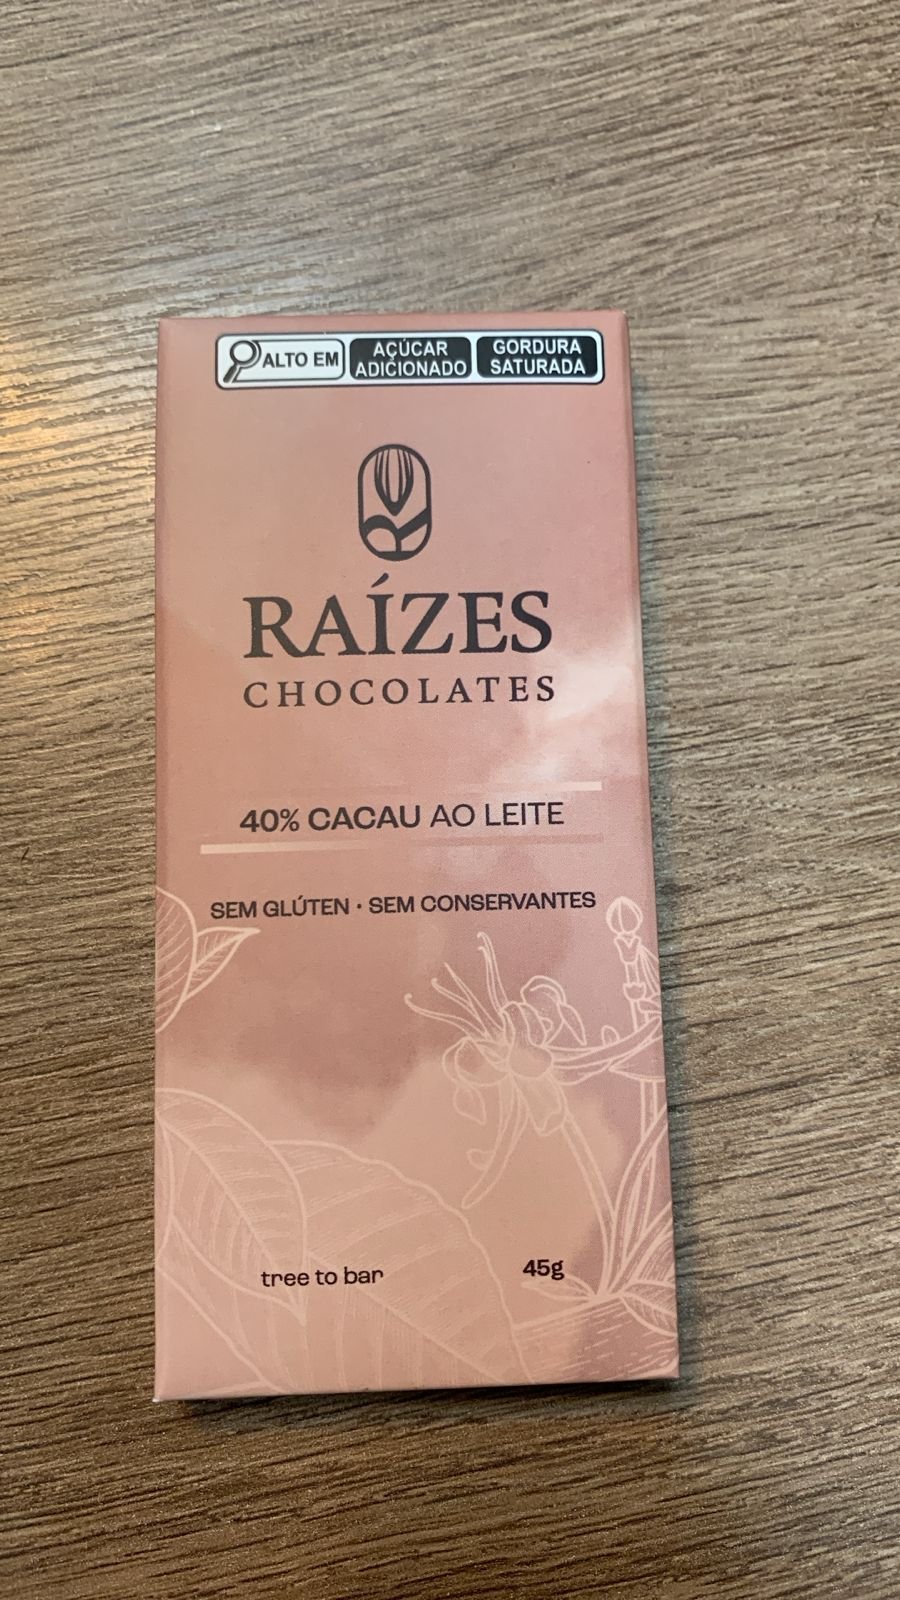 ALTO EM
AÇÚCAR
ADICIONADO
GORDURA
SATURADA
RAÍZES
CHOCOLATES
40% CACAU AO LEITE
SEM GLÚTEN • SEM CONSERVANTES
tree to bar
45g